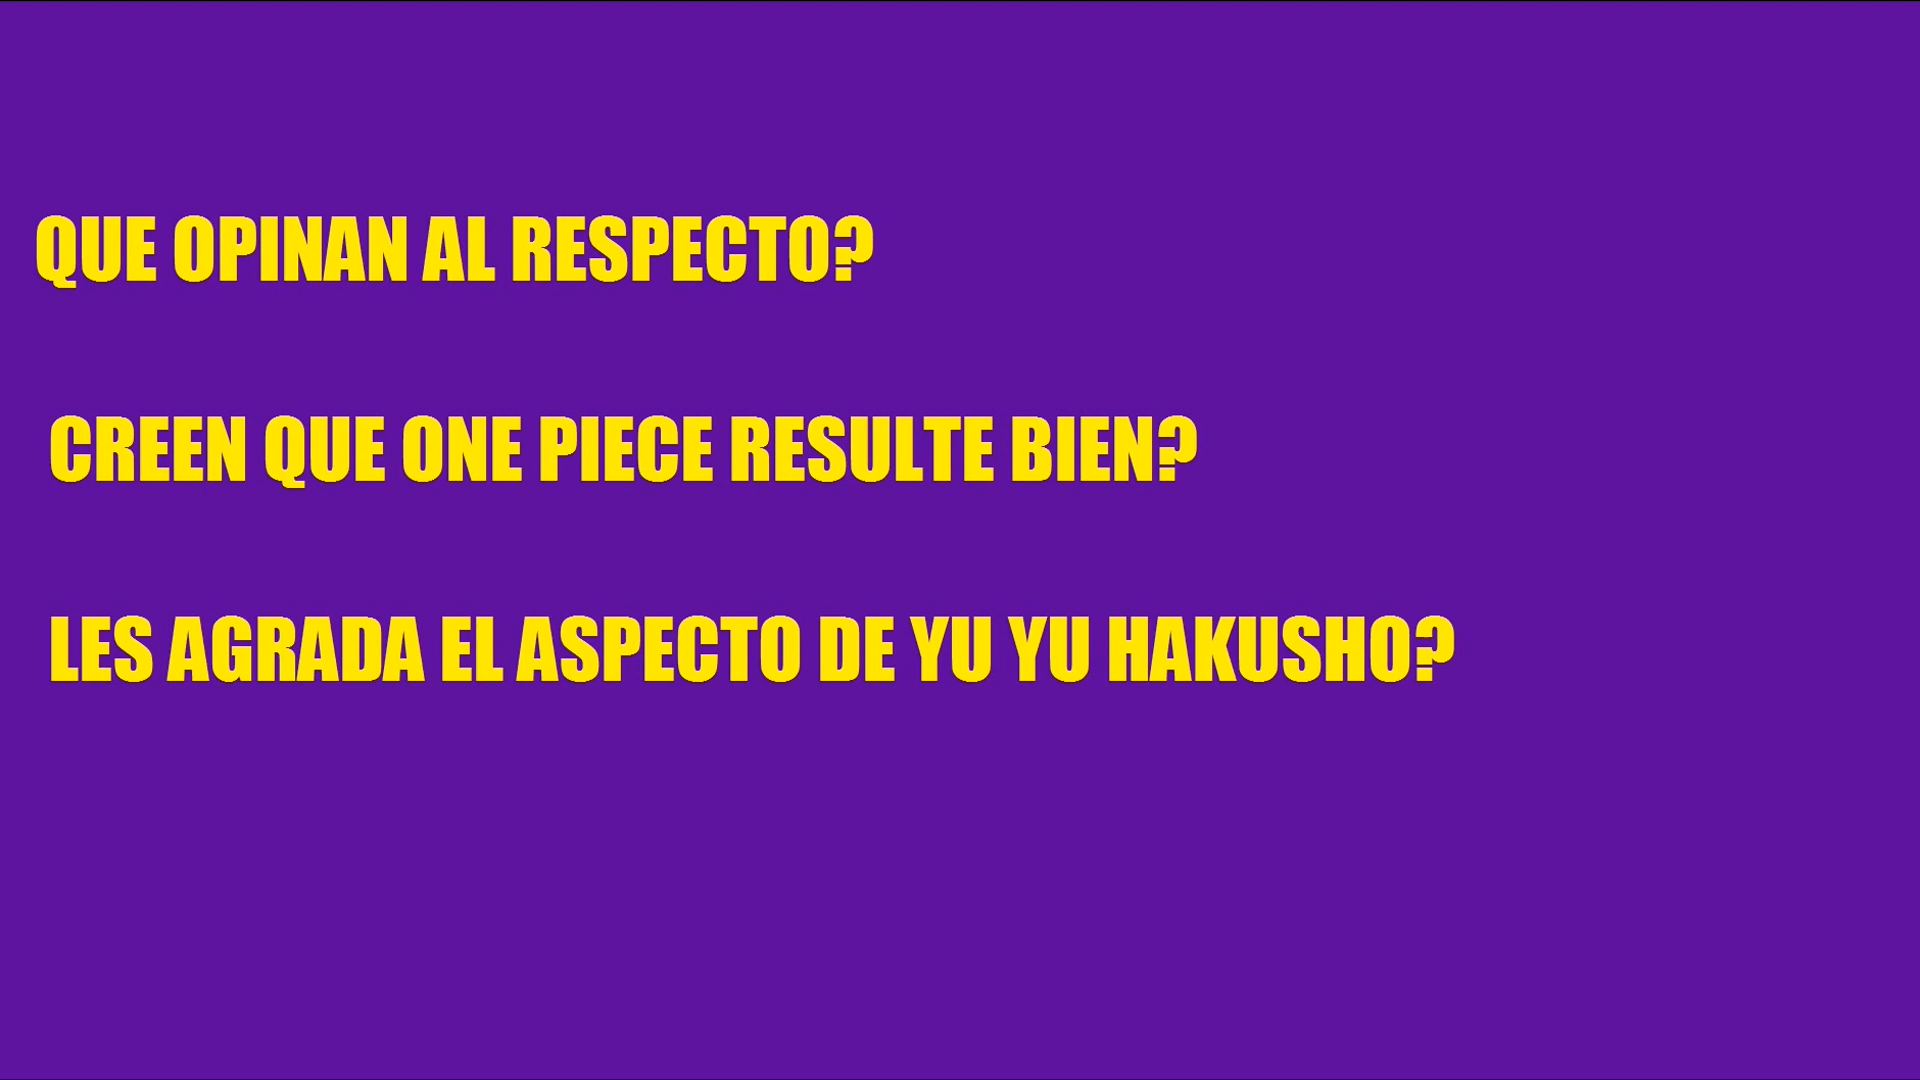 QUE OPINAN AL RESPECTO?
CREEN QUE ONE PIECE RESULTE BIEN?
LES AGRADA EL ASPECTO DE YU YU HAKUSHO?